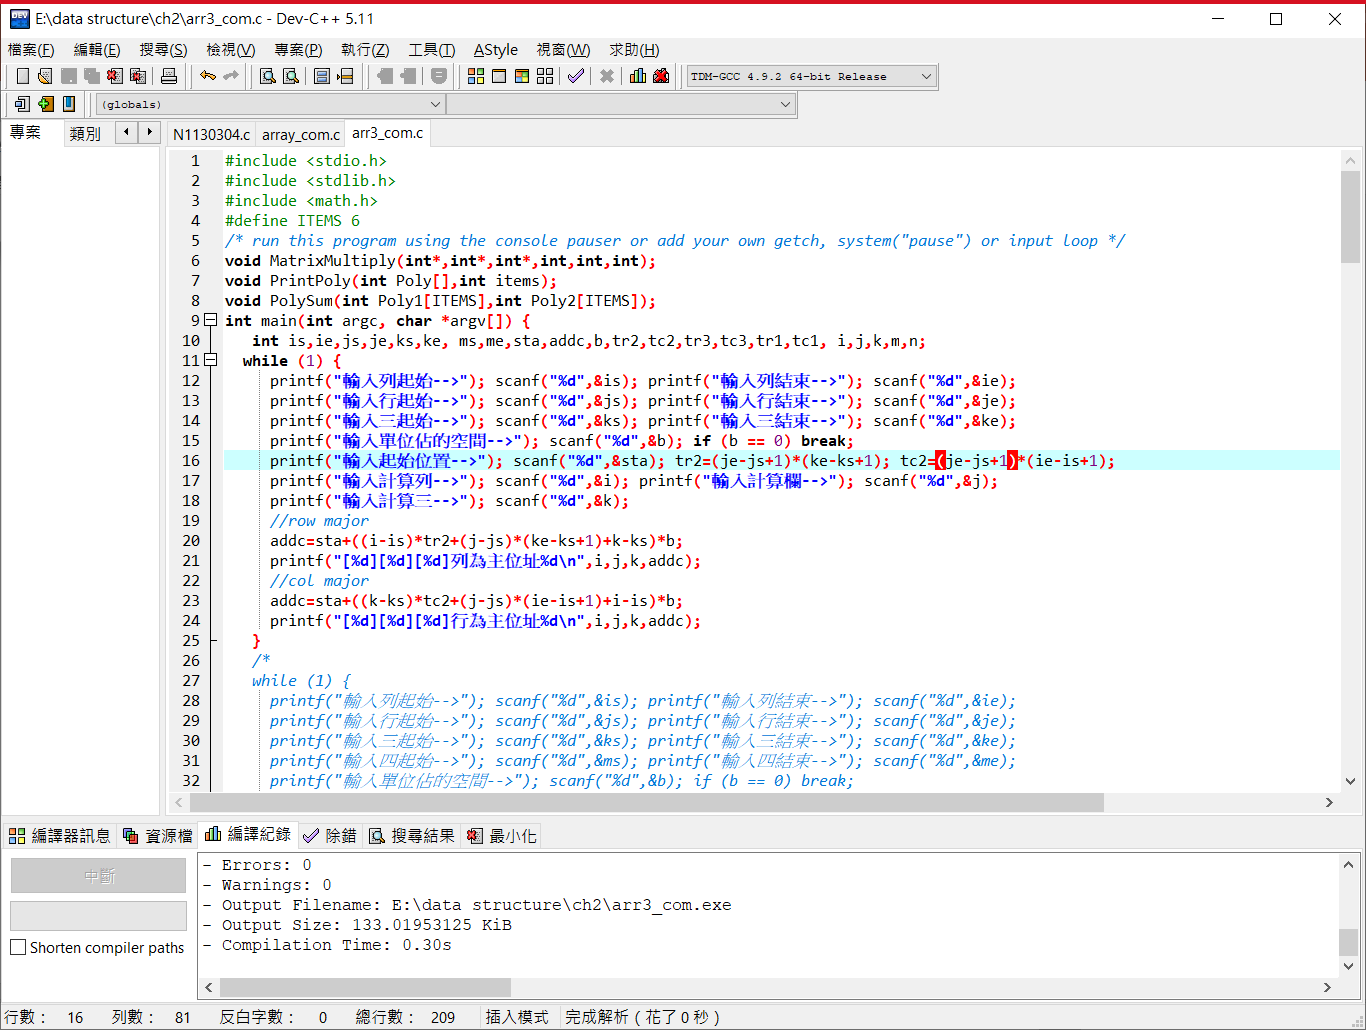 E:\data structure\ch2\arr3_com.c - Dev-C++ 5.11
檔案(F) 編輯(E) 搜尋(S) 檢視(V) 專案(P) 執行(Z) 工具(T) AStyle 視窗(W) 求助(H)
TDM-GCC 4.9.2 64-bit Release
(globals)
專案 類別 N1130304.c array_com.c arr3_com.c
1 #include <stdio.h>
2 #include <stdlib.h>
3 #include <math.h>
4 #define ITEMS 6
5 /* run this program using the console pauser or add your own getch, system("pause") or input loop */
6 void MatrixMultiply(int*,int*,int*,int,int,int);
7 void PrintPoly(int Poly[],int items);
8 void PolySum(int Poly1[ITEMS],int Poly2[ITEMS]);
9 int main(int argc, char *argv[]) {
10 int is,ie,js,je,ks,ke, ms,me,sta,addc,b,tr2,tc2,tr3,tc3,tr1,tc1, i,j,k,m,n;
11 while (1) {
12 printf("輸入列起始-->"); scanf("%d",&is); printf("輸入列結束-->"); scanf("%d",&ie);
13 printf("輸入行起始-->"); scanf("%d",&js); printf("輸入行結束-->"); scanf("%d",&je);
14 printf("輸入三起始-->"); scanf("%d",&ks); printf("輸入三結束-->"); scanf("%d",&ke);
15 printf("輸入單位佔的空間-->"); scanf("%d",&b); if (b == 0) break;
16 printf("輸入起始位置-->"); scanf("%d",&sta); tr2=(je-js+1)*(ke-ks+1); tc2=(je-js+1)*(ie-is+1);
17 printf("輸入計算列-->"); scanf("%d",&i); printf("輸入計算欄-->"); scanf("%d",&j);
18 printf("輸入計算三-->"); scanf("%d",&k);
19 //row major
20 addc=sta+((i-is)*tr2+(j-js)*(ke-ks+1)+k-ks)*b;
21 printf("[%d][%d][%d]列為主位址%d\n",i,j,k,addc);
22 //col major
23 addc=sta+((k-ks)*tc2+(j-js)*(ie-is+1)+i-is)*b;
24 printf("[%d][%d][%d]行為主位址%d\n",i,j,k,addc);
25 }
26 /*
27 while (1) {
28 printf("輸入列起始-->"); scanf("%d",&is); printf("輸入列結束-->"); scanf("%d",&ie);
29 printf("輸入行起始-->"); scanf("%d",&js); printf("輸入行結束-->"); scanf("%d",&je);
30 printf("輸入三起始-->"); scanf("%d",&ks); printf("輸入三結束-->"); scanf("%d",&ke);
31 printf("輸入四起始-->"); scanf("%d",&ms); printf("輸入四結束-->"); scanf("%d",&me);
32 printf("輸入單位佔的空間-->"); scanf("%d",&b); if (b == 0) break;
編譯器訊息 資源檔 編譯紀錄 除錯 搜尋結果 最小化
中斷
Shorten compiler paths
- Errors: 0
- Warnings: 0
- Output Filename: E:\data structure\ch2\arr3_com.exe
- Output Size: 133.01953125 KiB
- Compilation Time: 0.30s
行數： 16 列數： 81 反白字數： 0 總行數： 209 插入模式 完成解析 ( 花了 0 秒 )